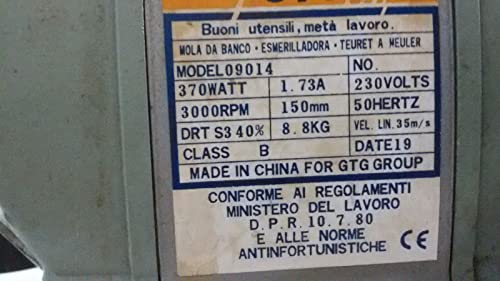 Buoni utensili, metà lavoro.
MOLA DA BANCO · ESMERILLADORA · TEURET A MEULER
MODEL09014 NO.
370WATT 1.73A 230VOLTS
3000RPM 150mm 50HERTZ
DRT S340% 8.8KG VEL. LIN. 35m/s
CLASS B DATE19
MADE IN CHINA FOR GTG GROUP
CONFORME AI REGOLAMENTI
MINISTERO DEL LAVORO
D.P.R. 10.7.80
E ALLE NORME
ANTINFORTUNISTICHE CE